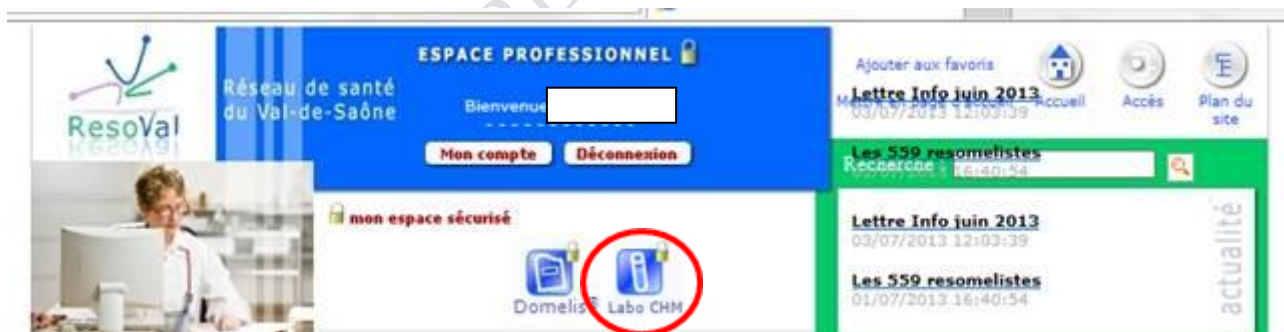 ResoVal
Réseau de santé
du Val-de-Saône
ESPACE PROFESSIONNEL
Bienvenue
Mon compte
Déconnexion
mon espace sécurisé
Domelis
Labo CHM
Ajouter aux favoris
Lettre Info juin 2013
03/07/2013 12:03:39
Accueil
Accès
Plan du
site
Les 559 resomelistes
16:40:54
Recherche :
Lettre Info juin 2013
03/07/2013 12:03:39
Les 559 resomelistes
01/07/2013 16:40:54
actualité